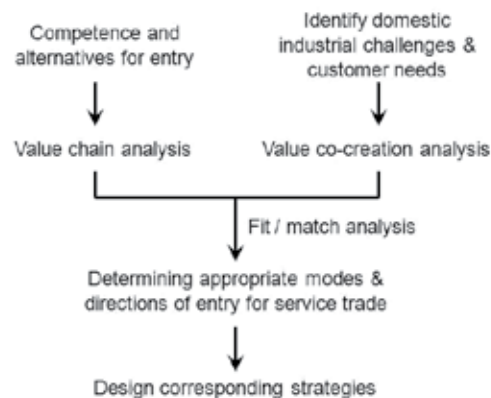 Competence and
alternatives for entry
Identify domestic
industrial challenges &
customer needs
Value chain analysis
Value co-creation analysis
Fit / match analysis
Determining appropriate modes &
directions of entry for service trade
Design corresponding strategies